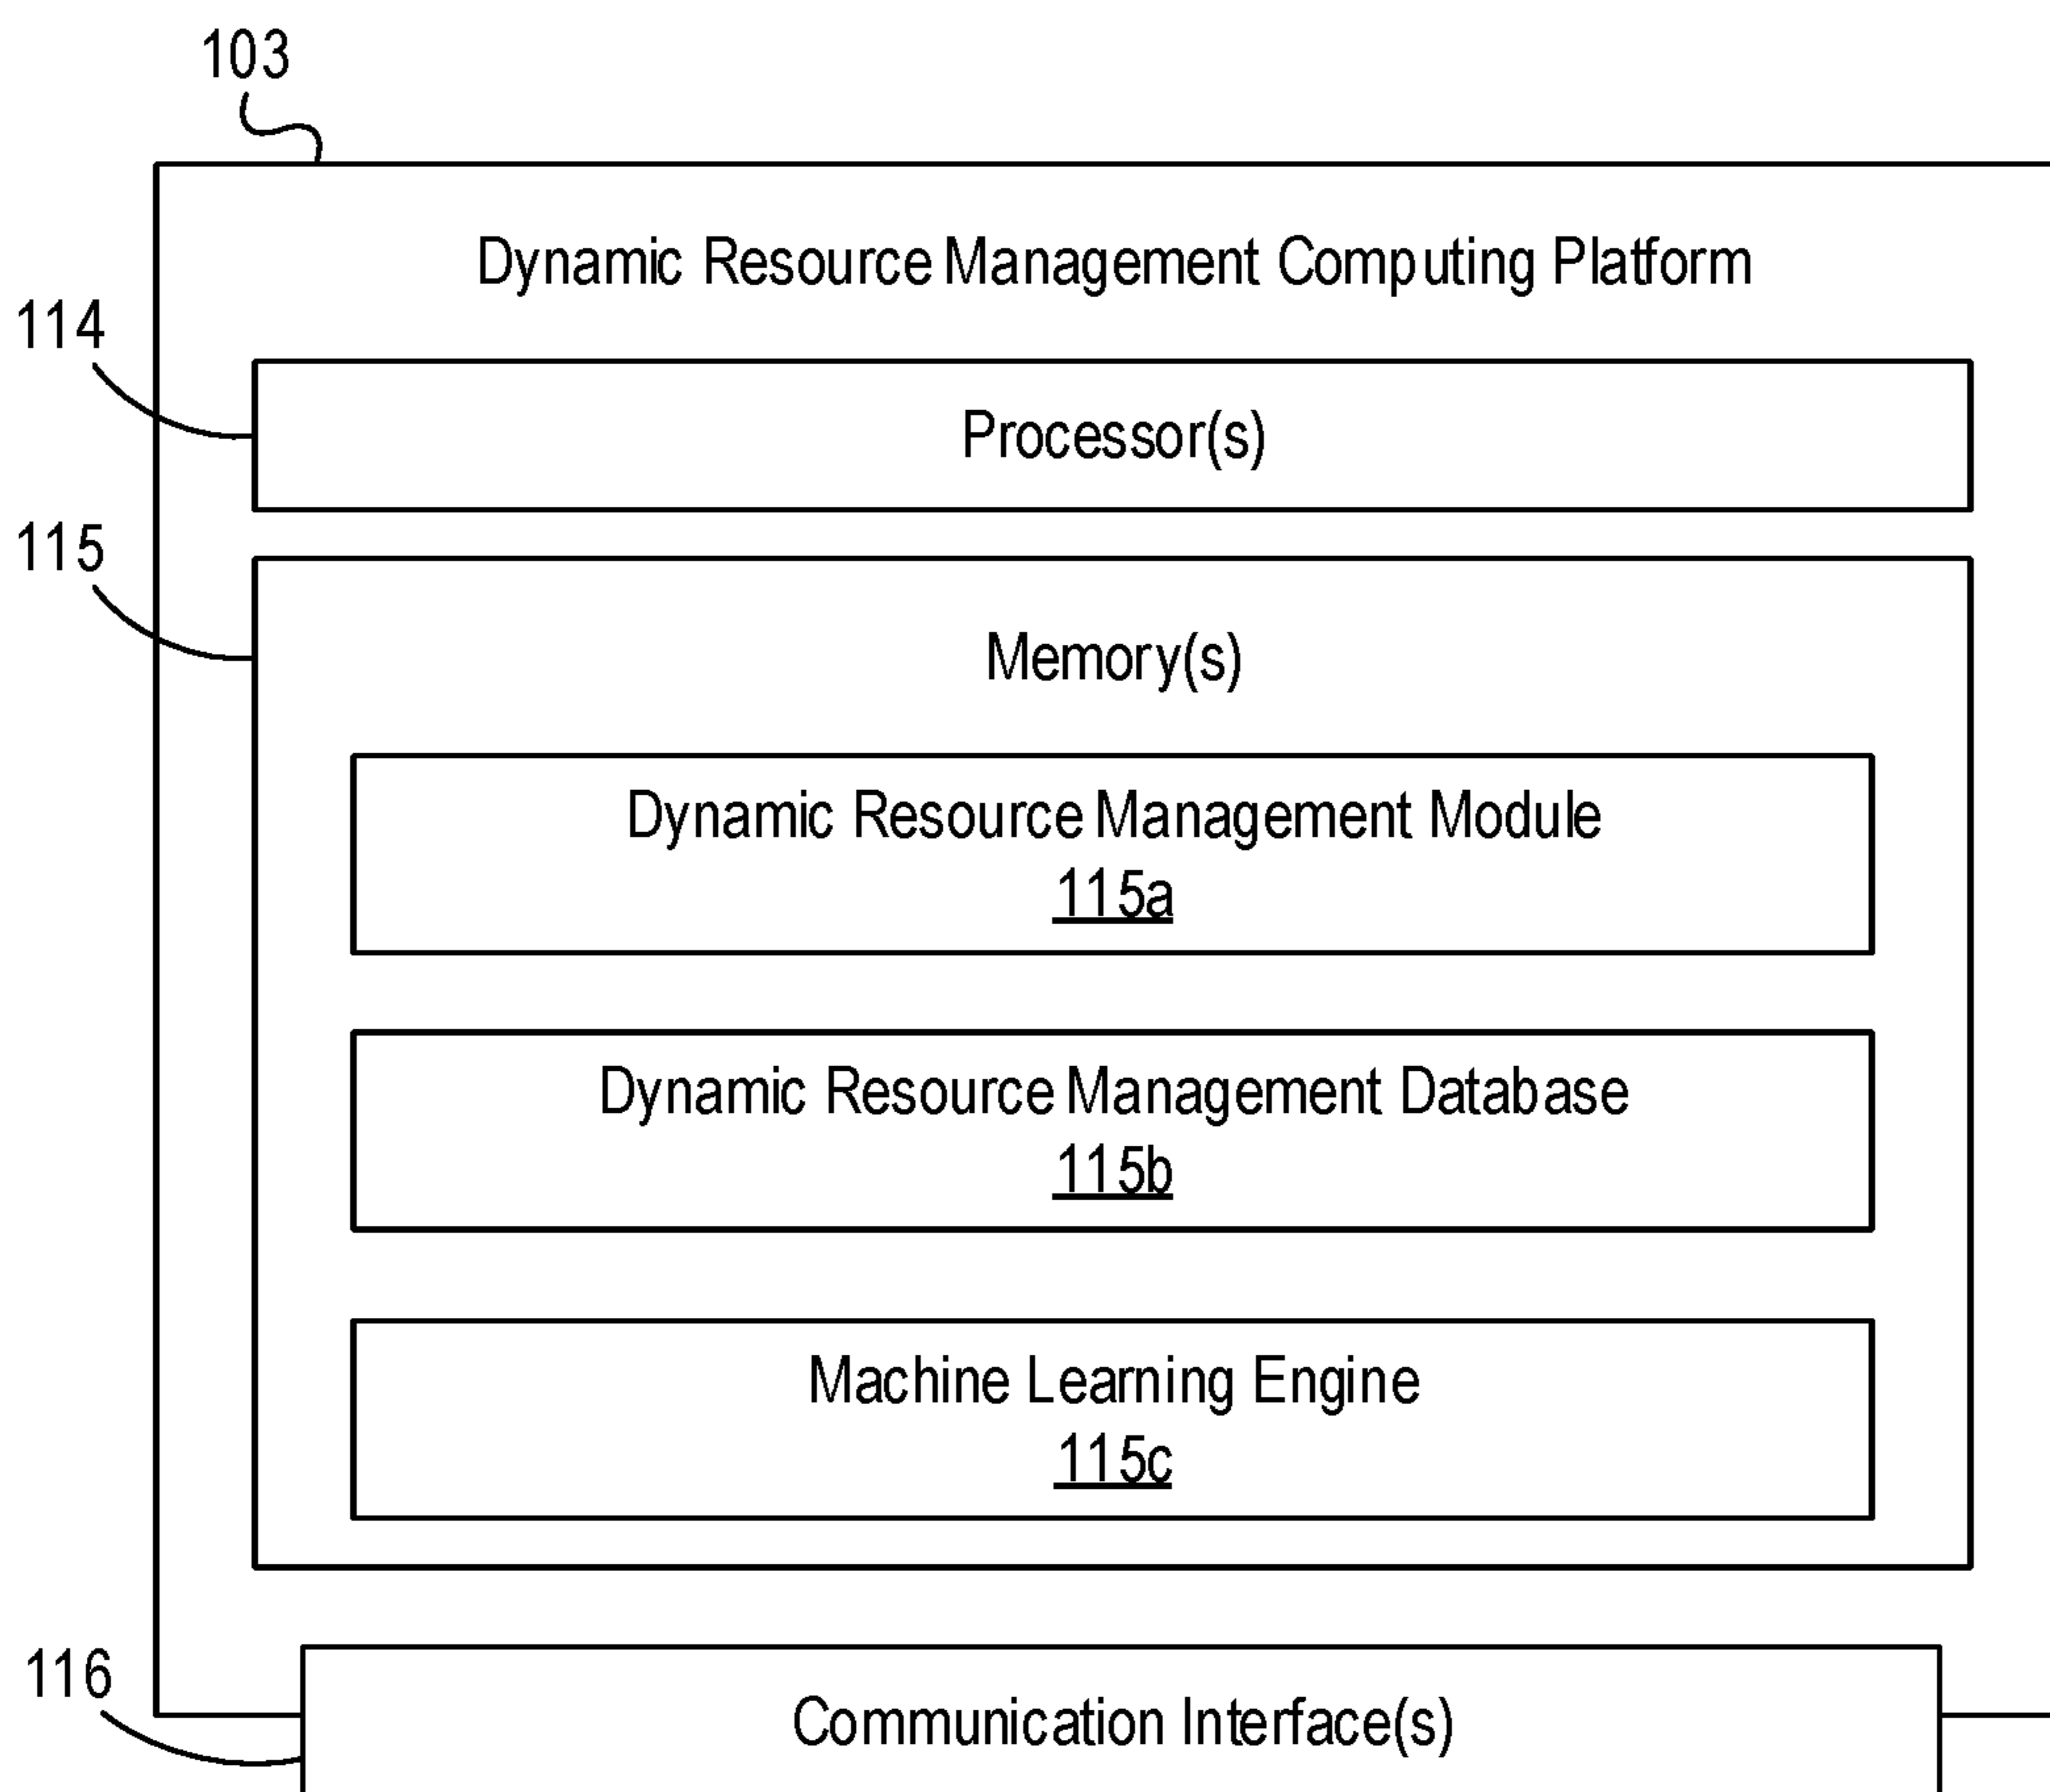 103
Dynamic Resource Management Computing Platform
114
Processor(s)
115
Memory(s)
Dynamic Resource Management Module
115a
Dynamic Resource Management Database
115b
Machine Learning Engine
115c
116
Communication Interface(s)